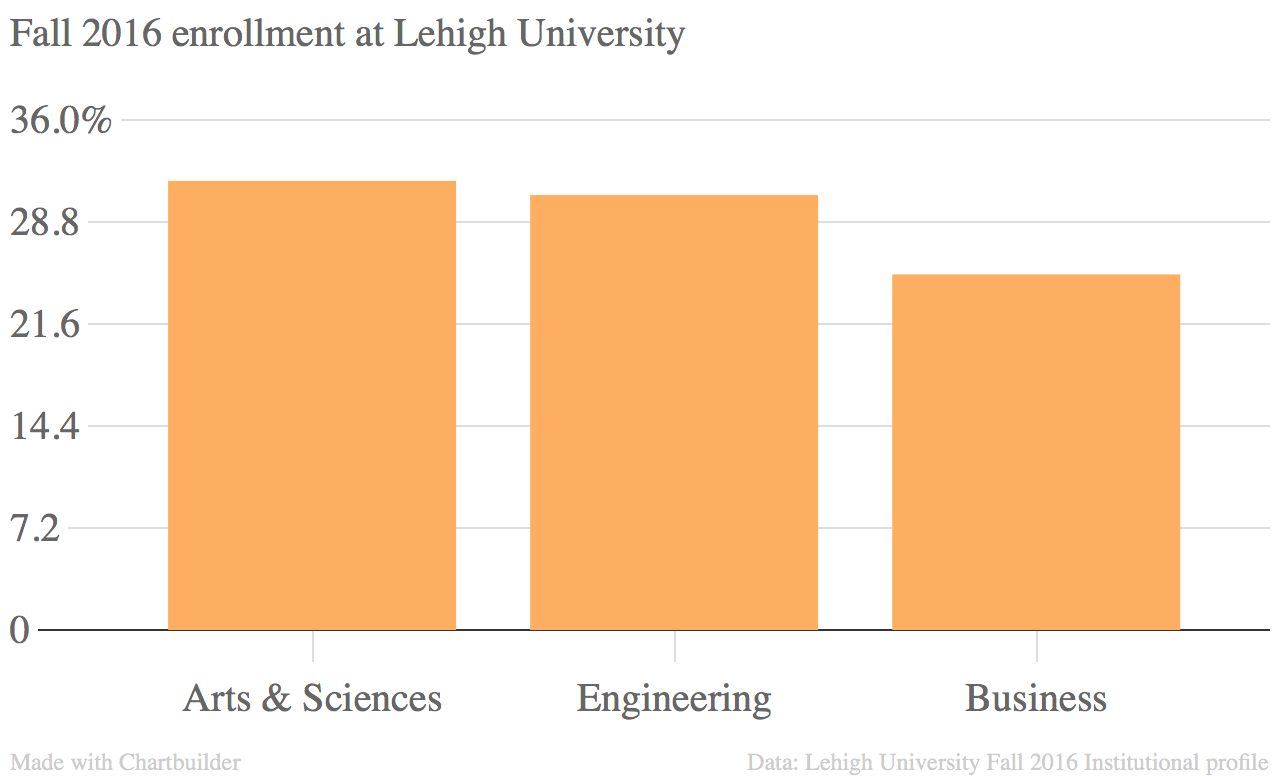 Fall 2016 enrollment at Lehigh University
36.0%
28.8
21.6
14.4
7.2
0
Arts & Sciences Engineering Business
Made with Chartbuilder Data: Lehigh University Fall 2016 Institutional profile